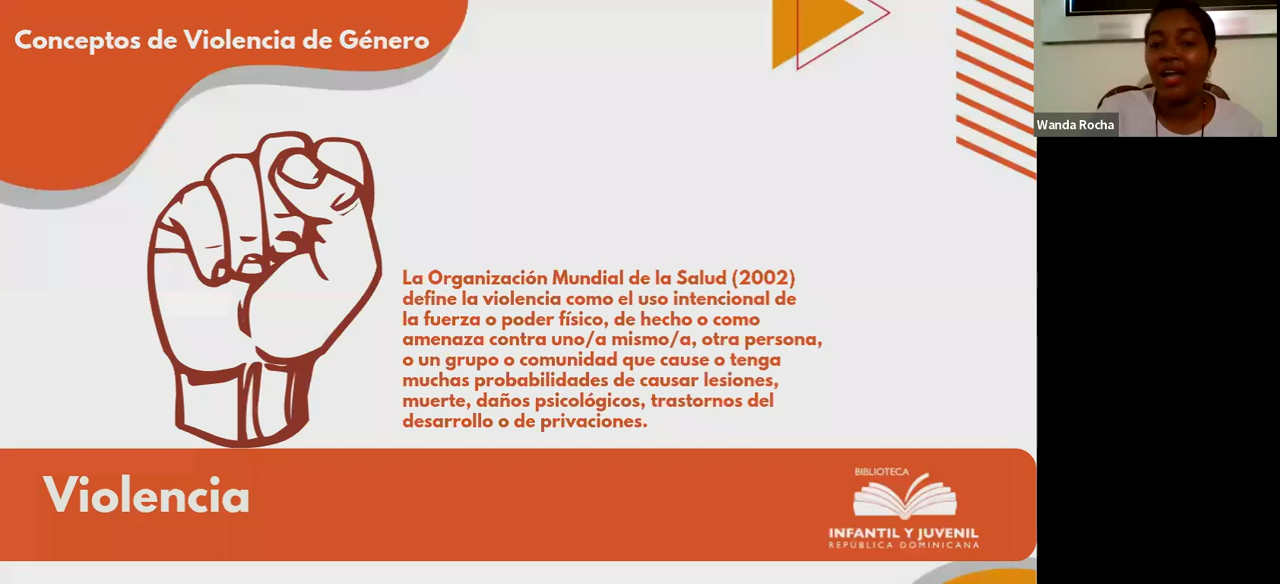 Conceptos de Violencia de Género
Wanda Rocha
La Organización Mundial de la Salud (2002)
define la violencia como el uso intencional de
la fuerza o poder físico, de hecho o como
amenaza contra uno/a mismo/a, otra persona,
o un grupo o comunidad que cause o tenga
muchas probabilidades de causar lesiones,
muerte, daños psicológicos, trastornos del
desarrollo o de privaciones.
Violencia
BIBLIOTECA
INFANTIL Y JUVENIL
REPÚBLICA DOMINICANA